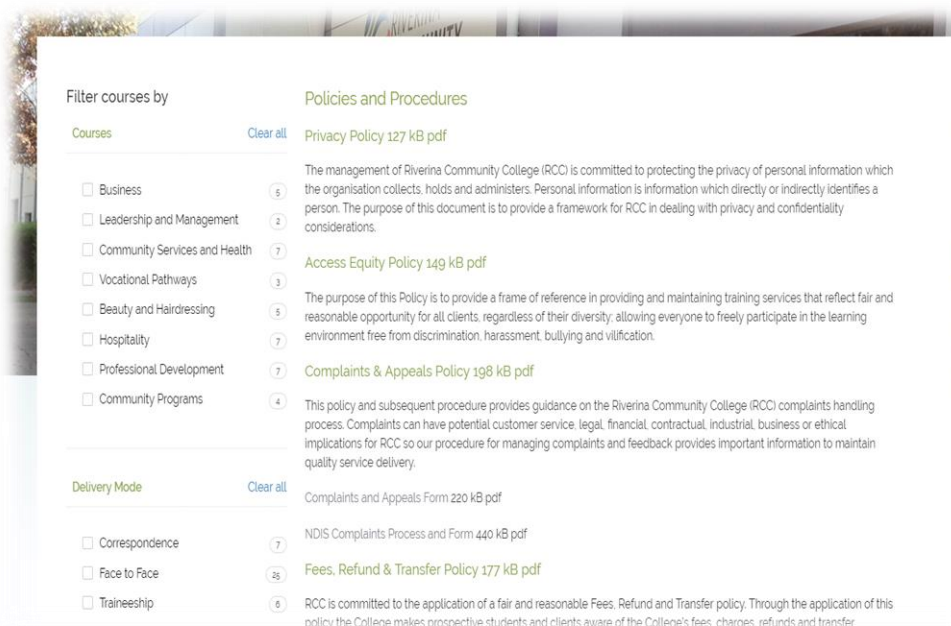 RIVERINA
COMMUNITY
Filter courses by
Courses
Clear all
Business
5
Leadership and Management
2
Community Services and Health
7
Vocational Pathways
3
Beauty and Hairdressing
5
Hospitality
7
Professional Development
7
Community Programs
4
Delivery Mode
Clear all
Correspondence
7
Face to Face
25
Traineeship
6
Policies and Procedures
Privacy Policy 127 kB pdf
The management of Riverina Community College (RCC) is committed to protecting the privacy of personal information which
the organisation collects, holds and administers. Personal information is information which directly or indirectly identifies a
person. The purpose of this document is to provide a framework for RCC in dealing with privacy and confidentiality
considerations.
Access Equity Policy 149 kB pdf
The purpose of this Policy is to provide a frame of reference in providing and maintaining training services that reflect fair and
reasonable opportunity for all clients, regardless of their diversity; allowing everyone to freely participate in the learning
environment free from discrimination, harassment, bullying and vilification.
Complaints & Appeals Policy 198 kB pdf
This policy and subsequent procedure provides guidance on the Riverina Community College (RCC) complaints handling
process. Complaints can have potential customer service, legal, financial, contractual, industrial, business or ethical
implications for RCC so our procedure for managing complaints and feedback provides important information to maintain
quality service delivery.
Complaints and Appeals Form 220 kB pdf
NDIS Complaints Process and Form 440 kB pdf
Fees, Refund & Transfer Policy 177 kB pdf
RCC is committed to the application of a fair and reasonable Fees, Refund and Transfer policy. Through the application of this
policy the College makes prospective students and clients aware of the College's fees, charges, refunds and transfer